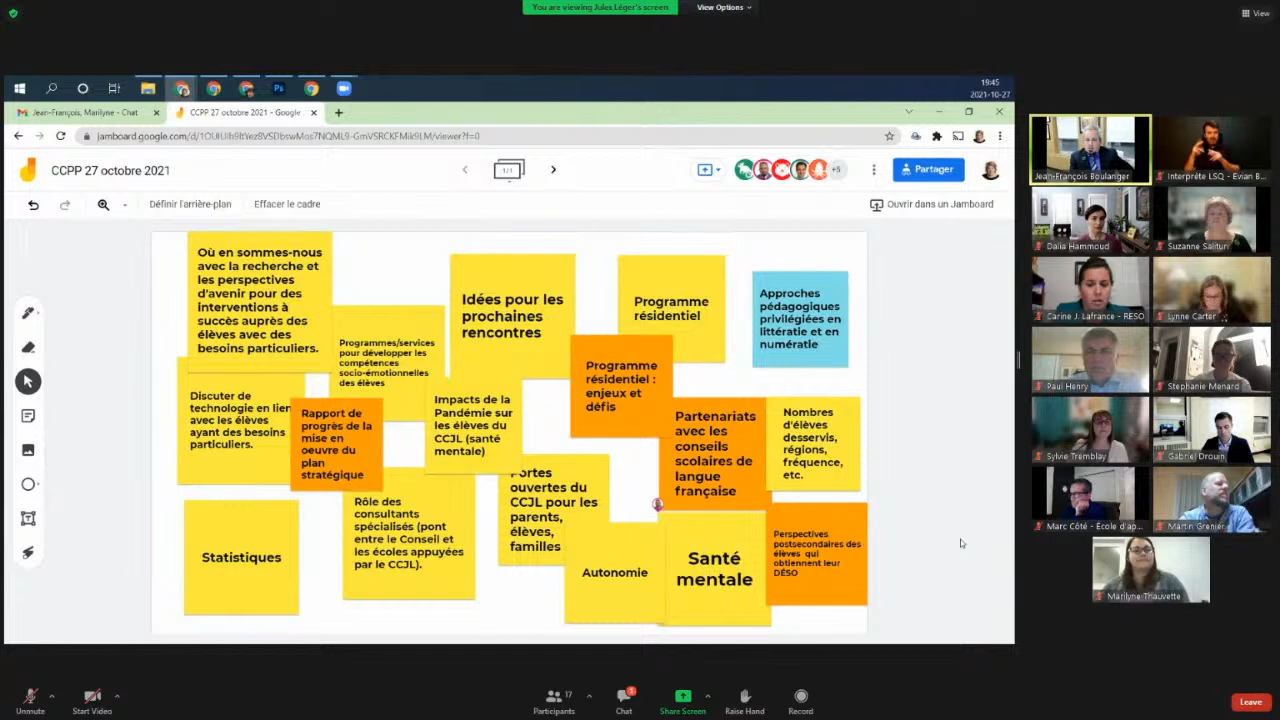 You are viewing Jules Léger's screen
View Options
View
19:45
2021-10-27
Jean-François, Marilyne - Chat
CCPP 27 octobre 2021 - Google
CCPP 27 octobre 2021
1/1
+5
Partager
Définir l'arrière-plan
Effacer le cadre
Ouvrir dans un Jamboard
Où en sommes-nous
avec la recherche et
les perspectives
d'avenir pour des
interventions à
succès auprès des
élèves avec des
besoins particuliers.
Programmes/services
pour développer les
compétences
socio-émotionnelles
des élèves
Idées pour les
prochaines
rencontres
Programme
résidentiel
Approches
pédagogiques
privilégiées en
littératie et en
numératie
Discuter de
technologie en lien
avec les élèves
ayant des besoins
particuliers.
Rapport de
progrès de la
mise en
oeuvre du
plan
stratégique
Impacts de la
Pandémie sur
les élèves du
CCJL (santé
mentale)
Programme
résidentiel :
enjeux et
défis
Partenariats
avec les
conseils
scolaires de
langue
française
Nombres
d'élèves
desservis,
régions,
fréquence,
etc.
Statistiques
Rôle des
consultants
spécialisés (pont
entre le Conseil et
les écoles appuyées
par le CCJL).
Portes
ouvertes du
CCJL pour les
parents,
élèves,
familles
Autonomie
Santé
mentale
Perspectives
postsecondaires des
élèves qui
obtiennent leur
DÉSO
Jean-François Boulanger
Interprète LSQ - Evian B...
Dalia Hammoud
Suzanne Salituri
Carine J. Lafrance - RESO
Lynne Carter
Paul Henry
Stephanie Menard
Sylvie Tremblay
Gabriel Drouin
Marc Côté - École d'ap...
Martin Grenier
Marilyne Thauvette
Unmute
Start Video
Participants
17
Chat
1
Share Screen
Raise Hand
Record
Leave